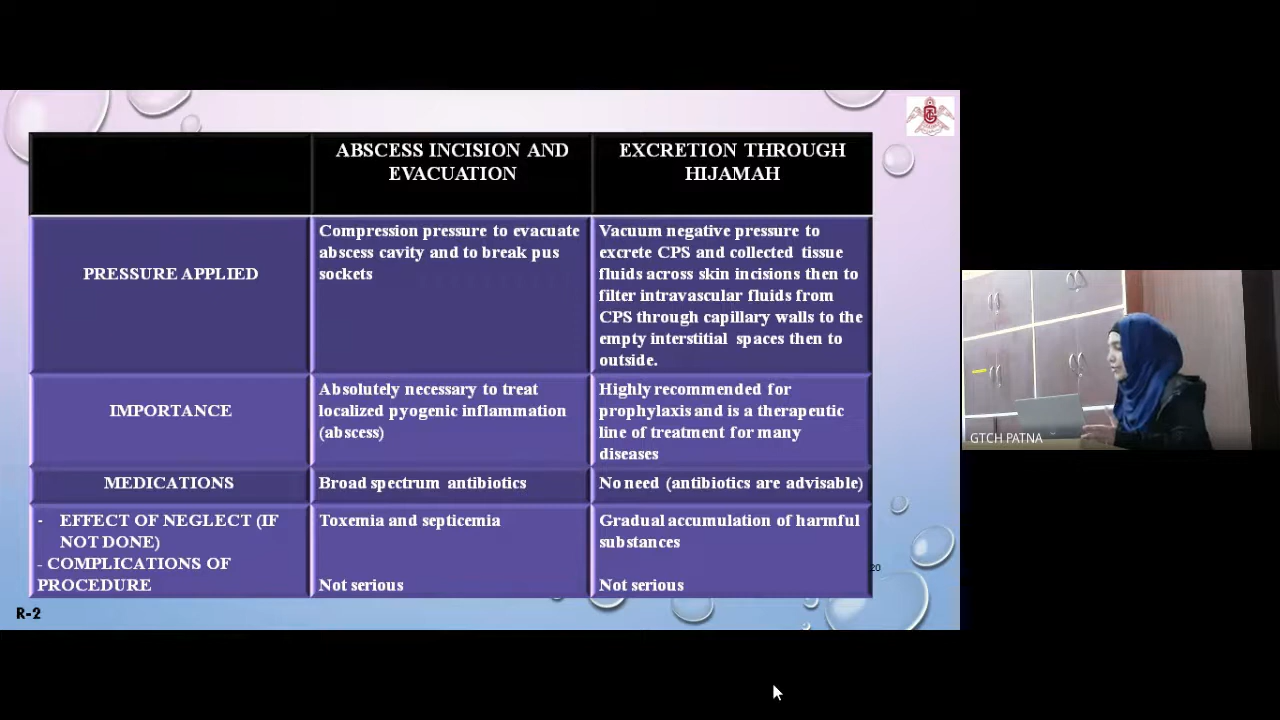 ABSCESS INCISION AND
EVACUATION
EXCRETION THROUGH
HIJAMAH
PRESSURE APPLIED
Compression pressure to evacuate
abscess cavity and to break pus
sockets
Vacuum negative pressure to
excrete CPS and collected tissue
fluids across skin incisions then to
filter intravascular fluids from
CPS through capillary walls to the
empty interstitial spaces then to
outside.
IMPORTANCE
Absolutely necessary to treat
localized pyogenic inflammation
(abscess)
Highly recommended for
prophylaxis and is a therapeutic
line of treatment for many
diseases
MEDICATIONS
Broad spectrum antibiotics
No need (antibiotics are advisable)
- EFFECT OF NEGLECT (IF
NOT DONE)
- COMPLICATIONS OF
PROCEDURE
Toxemia and septicemia
Not serious
Gradual accumulation of harmful
substances
Not serious
20
R-2
GTCH PATNA